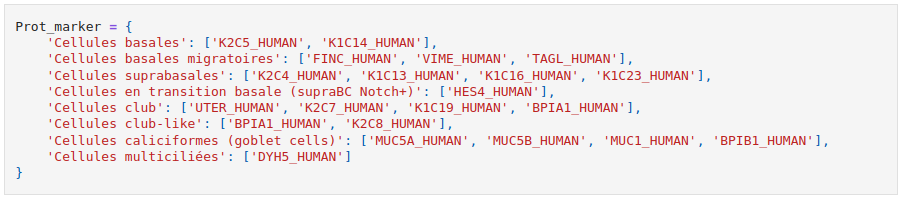 Prot_marker = {
    'Cellules basales': ['K2C5_HUMAN', 'K1C14_HUMAN'],
    'Cellules basales migratoires': ['FINC_HUMAN', 'VIME_HUMAN', 'TAGL_HUMAN'],
    'Cellules suprabasales': ['K2C4_HUMAN', 'K1C13_HUMAN', 'K1C16_HUMAN', 'K1C23_HUMAN'],
    'Cellules en transition basale (supraBC Notch+)': ['HES4_HUMAN'],
    'Cellules club': ['UTER_HUMAN', 'K2C7_HUMAN', 'K1C19_HUMAN', 'BPIA1_HUMAN'],
    'Cellules club-like': ['BPIA1_HUMAN', 'K2C8_HUMAN'],
    'Cellules caliciformes (goblet cells)': ['MUC5A_HUMAN', 'MUC5B_HUMAN', 'MUC1_HUMAN', 'BPIB1_HUMAN'],
    'Cellules multiciliées': ['DYH5_HUMAN']
}